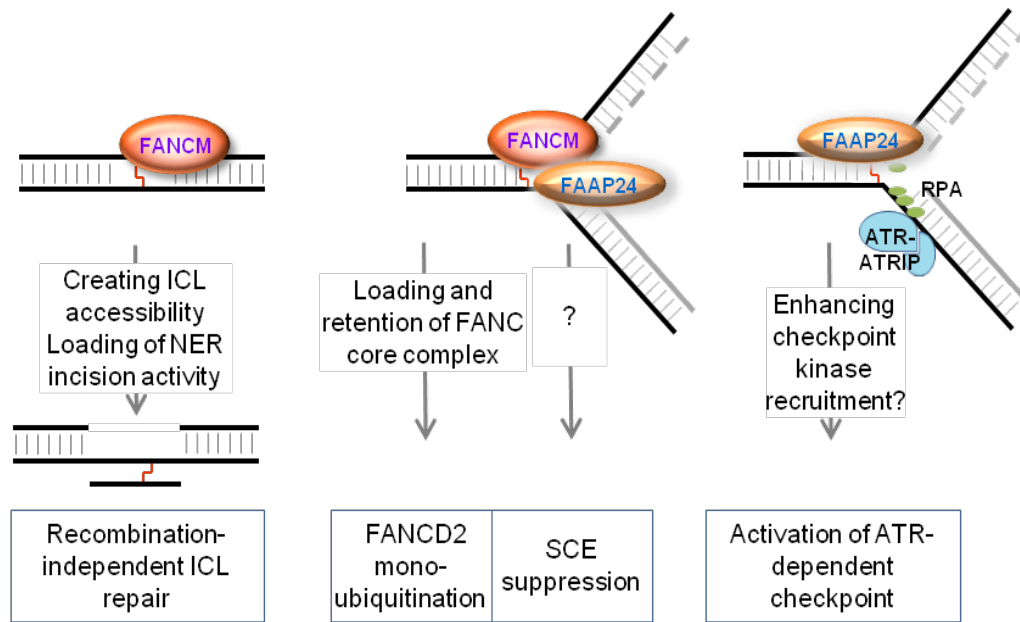 FANCM
Creating ICL
accessibility
Loading of NER
incision activity
Recombination-
independent ICL
repair
FANCM
FAAP24
Loading and
retention of FANC
core complex
?
FANCD2
mono-
ubiquitination
SCE
suppression
FAAP24
RPA
ATR-
ATRIP
Enhancing
checkpoint
kinase
recruitment?
Activation of ATR-
dependent
checkpoint